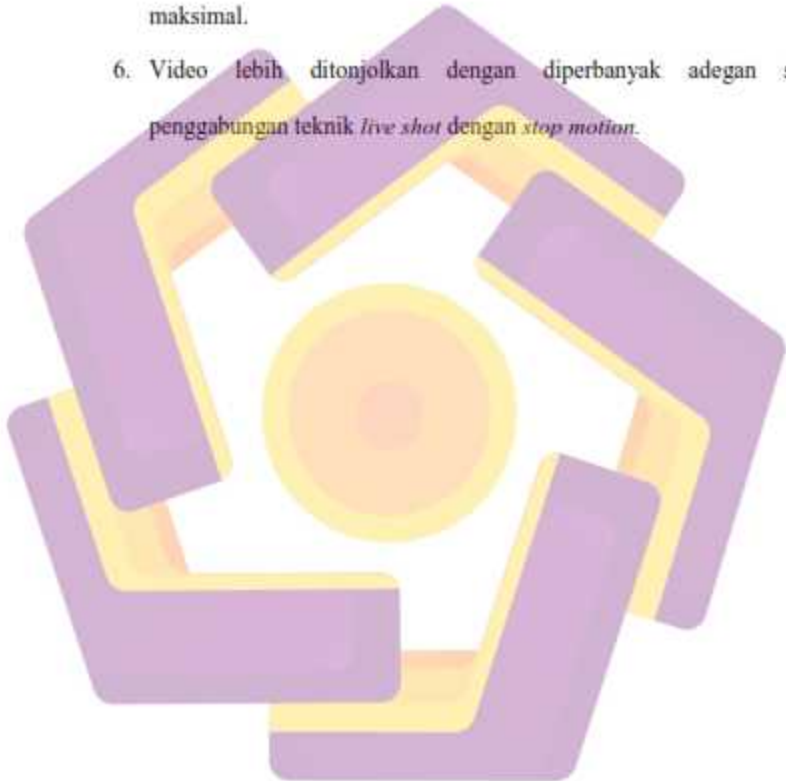 maksimal.
6. Video lebih ditonjolkan dengan diperbanyak adegan s
penggabungan teknik live shot dengan stop motion.